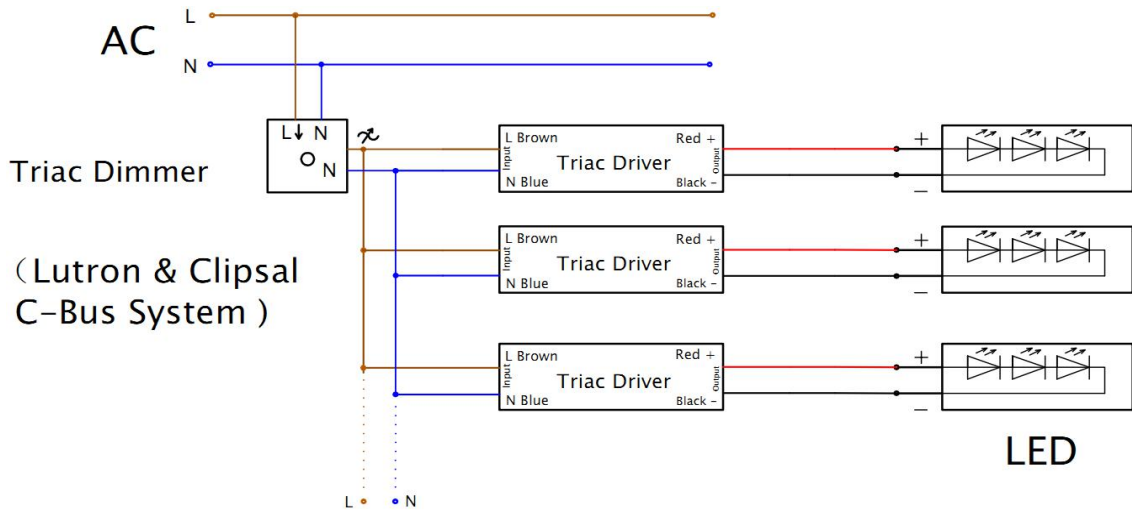 L
AC
N
L N
N
Triac Dimmer
（Lutron & Clipsal
C-Bus System )
L Brown
Input
N Blue
Triac Driver
Red +
Output
Black -
+
−
L Brown
Input
N Blue
Triac Driver
Red +
Output
Black -
+
−
L Brown
Input
N Blue
Triac Driver
Red +
Output
Black -
+
−
LED
L
N